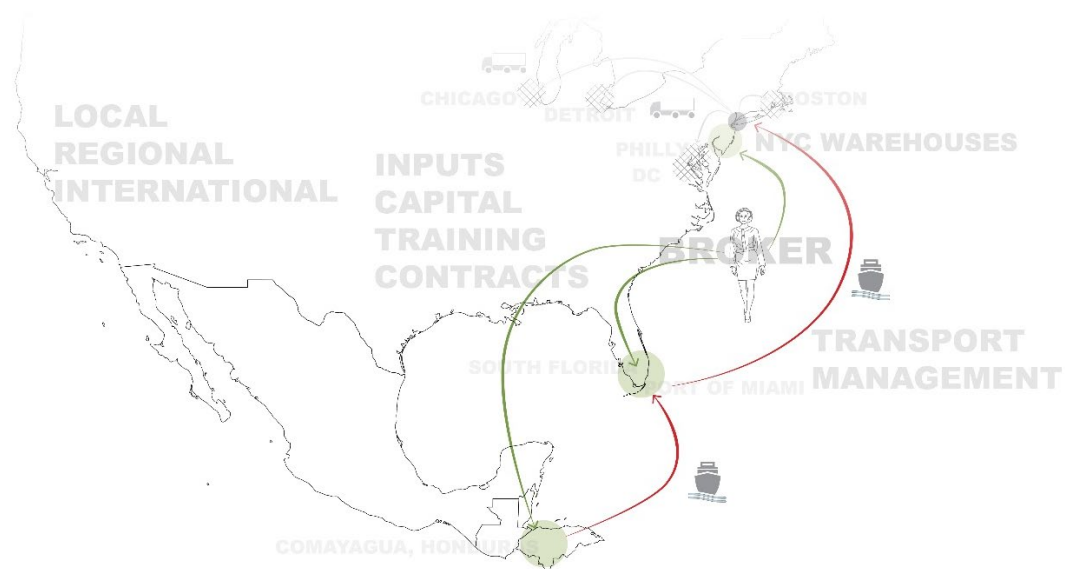 LOCAL
REGIONAL
INTERNATIONAL
INPUTS
CAPITAL
TRAINING
CONTRACTS
CHICAGO
DETROIT
BOSTON
PHILLY
DC
NYC WAREHOUSES
BROKER
TRANSPORT
MANAGEMENT
SOUTH FLORIDA
PORT OF MIAMI
COMAYAGUA, HONDURAS